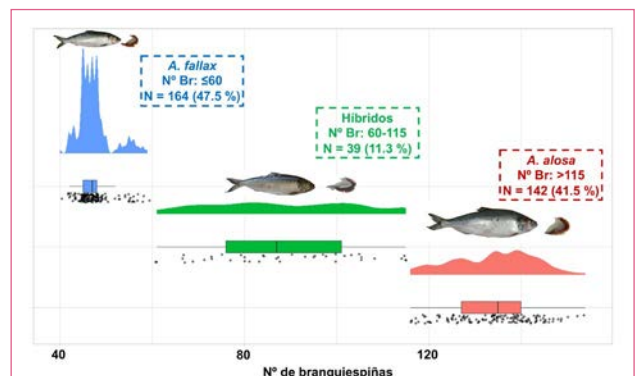 A. fallax
Nº Br: ≤60
N = 164 (47.5 %)
Híbridos
Nº Br: 60-115
N = 39 (11.3 %)
A. alosa
Nº Br: >115
N = 142 (41.5 %)
40
80
120
Nº de branquiespiñas